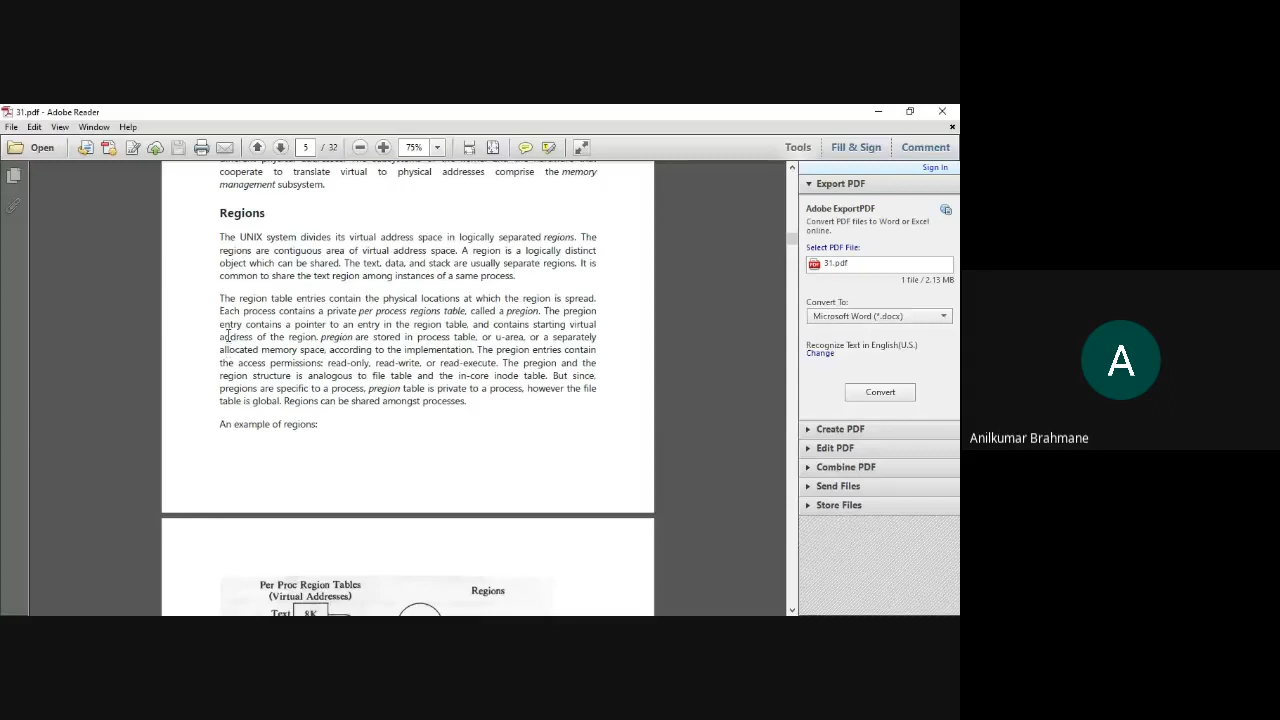 31.pdf - Adobe Reader
File Edit View Window Help
Open 5 / 32 75% Tools Fill & Sign Comment
cooperate to translate virtual to physical addresses comprise the memory
management subsystem.
Regions
The UNIX system divides its virtual address space in logically separated regions. The
regions are contiguous area of virtual address space. A region is a logically distinct
object which can be shared. The text, data, and stack are usually separate regions. It is
common to share the text region among instances of a same process.
The region table entries contain the physical locations at which the region is spread.
Each process contains a private per process regions table, called a pregion. The pregion
entry contains a pointer to an entry in the region table, and contains starting virtual
address of the region. pregion are stored in process table, or u-area, or a separately
allocated memory space, according to the implementation. The pregion entries contain
the access permissions: read-only, read-write, or read-execute. The pregion and the
region structure is analogous to file table and the in-core inode table. But since,
pregions are specific to a process, pregion table is private to a process, however the file
table is global. Regions can be shared amongst processes.
An example of regions:
Per Proc Region Tables
(Virtual Addresses)
Regions
Text 8K
Sign In
Export PDF
Adobe ExportPDF
Convert PDF files to Word or Excel
online.
Select PDF File:
31.pdf
1 file / 2.13 MB
Convert To:
Microsoft Word (*.docx)
Recognize Text in English(U.S.)
Change
Convert
Create PDF
Edit PDF
Combine PDF
Send Files
Store Files
A
Anilkumar Brahmane